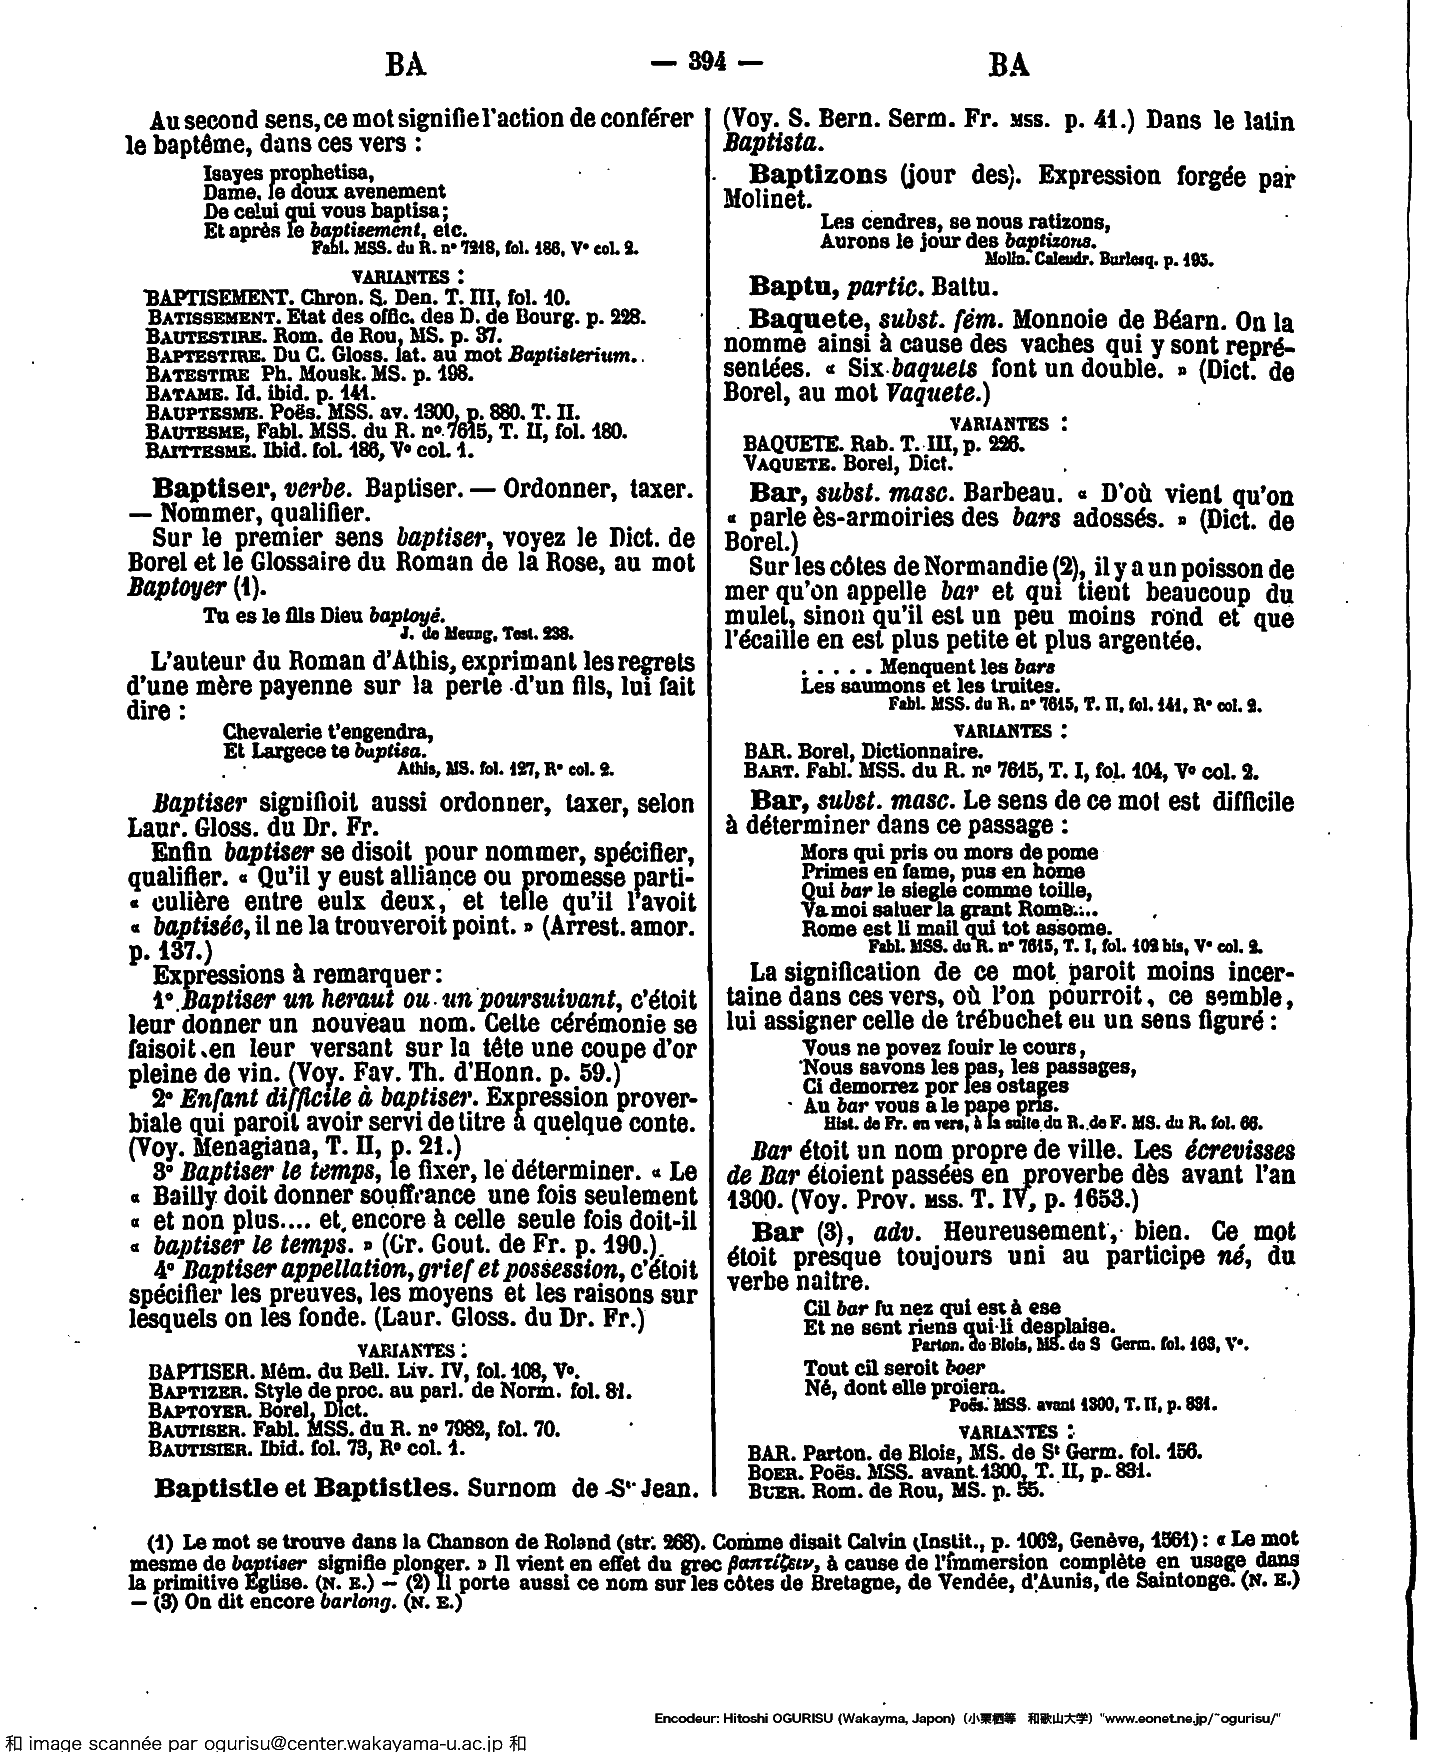 BA — 394 — BA
Au second sens, ce mot signifie l'action de conférer
le baptême, dans ces vers :
Isayes prophetisa,
Dame, le doux avenement
De celui qui vous baptisa;
Et après le baptisement, etc.
Fabl. MSS. du R. n° 7218, fol. 186, V° col. 2.
VARIANTES :
BAPTISEMENT. Chron. S. Den. T. III, fol. 10.
BATISSEMENT. Etat des offic. des D. de Bourg. p. 228.
BAUTESTIRE. Rom. de Rou, MS. p. 37.
BAPTESTIRE. Du C. Gloss. lat. au mot Baptisterium.
BATESTIRE Ph. Mousk. MS. p. 198.
BATAME. Id. ibid. p. 141.
BAUPTESME. Poës. MSS. av. 1300, p. 880. T. II.
BAUTESME, Fabl. MSS. du R. n° 7615, T. II, fol. 180.
BAITTESME. Ibid. fol. 186, V° col. 1.
Baptiser, verbe. Baptiser. — Ordonner, taxer.
— Nommer, qualifier.
Sur le premier sens baptiser, voyez le Dict. de
Borel et le Glossaire du Roman de la Rose, au mot
Baptoyer (1).
Tu es le fils Dieu baptoyé.
J. de Meung, Test. 238.
L'auteur du Roman d'Athis, exprimant les regrets
d'une mère payenne sur la perte d'un fils, lui fait
dire :
Chevalerie t'engendra,
Et Largece te baptisa.
Athis, MS. fol. 127, R° col. 2.
Baptiser signifioit aussi ordonner, taxer, selon
Laur. Gloss. du Dr. Fr.
Enfin baptiser se disoit pour nommer, spécifier,
qualifier. « Qu'il y eust alliance ou promesse parti-
« culière entre eulx deux, et telle qu'il l'avoit
« baptisée, il ne la trouveroit point. » (Arrest. amor.
p. 137.)
Expressions à remarquer :
1° Baptiser un heraut ou un poursuivant, c'étoit
leur donner un nouveau nom. Cette cérémonie se
faisoit en leur versant sur la tête une coupe d'or
pleine de vin. (Voy. Fav. Th. d'Honn. p. 59.)
2° Enfant difficile à baptiser. Expression prover-
biale qui paroit avoir servi de titre à quelque conte.
(Voy. Menagiana, T. II, p. 21.)
3° Baptiser le temps, le fixer, le déterminer. « Le
« Bailly doit donner souffrance une fois seulement
« et non plus.... et encore à celle seule fois doit-il
« baptiser le temps. » (Gr. Gout. de Fr. p. 190.)
4° Baptiser appellation, grief et possession, c'étoit
spécifier les preuves, les moyens et les raisons sur
lesquels on les fonde. (Laur. Gloss. du Dr. Fr.)
VARIANTES :
BAPTISER. Mém. du Bell. Liv. IV, fol. 108, V°.
BAPTIZER. Style de proc. au parl. de Norm. fol. 81.
BAPTOYER. Borel, Dict.
BAUTISER. Fabl. MSS. du R. n° 7982, fol. 70.
BAUTISIER. Ibid. fol. 73, R° col. 1.
Baptistle et Baptistles. Surnom de St Jean.
(Voy. S. Bern. Serm. Fr. MSS. p. 41.) Dans le latin
Baptista.
Baptizons (jour des). Expression forgée par
Molinet.
Les cendres, se nous ratizons,
Aurons le jour des baptizons.
Molin. Caleudr. Burlesq. p. 195.
Baptu, partic. Battu.
Baquete, subst. fém. Monnoie de Béarn. On la
nomme ainsi à cause des vaches qui y sont repré-
sentées. « Six baquets font un double. » (Dict. de
Borel, au mot Vaquete.)
VARIANTES :
BAQUETE. Rab. T. III, p. 226.
VAQUETE. Borel, Dict.
Bar, subst. masc. Barbeau. « D'où vient qu'on
« parle ès-armoiries des bars adossés. » (Dict. de
Borel.)
Sur les côtes de Normandie (2), il y a un poisson de
mer qu'on appelle bar et qui tient beaucoup du
mulet, sinon qu'il est un peu moins rond et que
l'écaille en est plus petite et plus argentée.
. . . . . Menquent les bars
Les saumons et les truites.
Fabl. MSS. du R. n° 7615, T. II, fol. 141, R° col. 2.
VARIANTES :
BAR. Borel, Dictionnaire.
BART. Fabl. MSS. du R. n° 7615, T. I, fol. 104, V° col. 2.
Bar, subst. masc. Le sens de ce mot est difficile
à déterminer dans ce passage :
Mors qui pris ou mors de pome
Primes en fame, pus en home
Qui bar le siegle comme toille,
Va moi saluer la grant Rome....
Rome est li mail qui tot assome.
Fabl. MSS. du R. n° 7615, T. I, fol. 102 bis, V° col. 2.
La signification de ce mot paroit moins incer-
taine dans ces vers, où l'on pourroit, ce semble,
lui assigner celle de trébuchet en un sens figuré :
Vous ne povez fouir le cours,
Nous savons les pas, les passages,
Ci demorrez por les ostages
Au bar vous a le pape pris.
Hist. de Fr. en vers, à la suite du R. de F. MS. du R. fol. 66.
Bar étoit un nom propre de ville. Les écrevisses
de Bar étoient passées en proverbe dès avant l'an
1300. (Voy. Prov. MSS. T. IV, p. 1653.)
Bar (3), adv. Heureusement, bien. Ce mot
étoit presque toujours uni au participe né, du
verbe naitre.
Cil bar fu nez qui est à ese
Et ne sent riens qui li desplaise.
Parton. de Blois, MS. de S Germ. fol. 163, V°.
Tout cil seroit boer
Né, dont elle proiera.
Poës. MSS. avant 1300, T. II, p. 831.
VARIANTES :
BAR. Parton. de Blois, MS. de St Germ. fol. 156.
BOER. Poës. MSS. avant 1300, T. II, p. 831.
BUER. Rom. de Rou, MS. p. 55.
(1) Le mot se trouve dans la Chanson de Roland (str. 268). Comme disait Calvin (Instit., p. 1062, Genève, 1561) : « Le mot
mesme de baptiser signifie plonger. » Il vient en effet du grec βαπτίζειν, à cause de l'immersion complète en usage dans
la primitive Eglise. (N. E.) — (2) Il porte aussi ce nom sur les côtes de Bretagne, de Vendée, d'Aunis, de Saintonge. (N. E.)
— (3) On dit encore barlong. (N. E.)
Encodeur: Hitoshi OGURISU (Wakayma, Japon) (小栗栖等 和歌山大学) "www.eonet.ne.jp/~ogurisu/"
和 image scannée par ogurisu@center.wakayama-u.ac.jp 和